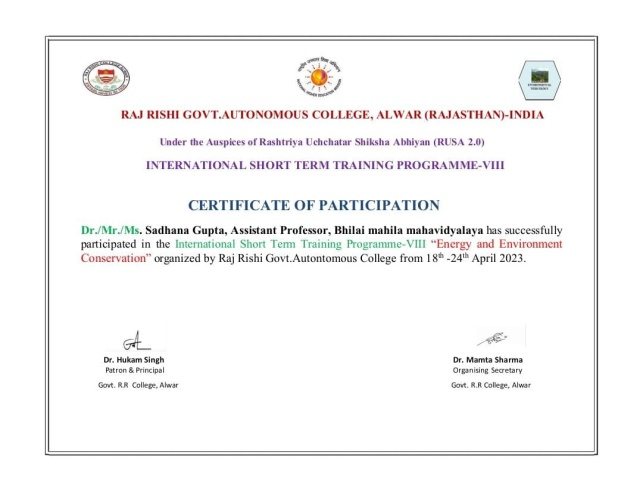 RAJ RISHI GOVT.AUTONOMOUS COLLEGE, ALWAR (RAJASTHAN)-INDIA
Under the Auspices of Rashtriya Uchchatar Shiksha Abhiyan (RUSA 2.0)
INTERNATIONAL SHORT TERM TRAINING PROGRAMME-VIII
CERTIFICATE OF PARTICIPATION
Dr./Mr./Ms. Sadhana Gupta, Assistant Professor, Bhilai mahila mahavidyalaya has successfully
participated in the International Short Term Training Programme-VIII “Energy and Environment
Conservation” organized by Raj Rishi Govt.Autontomous College from 18th -24th April 2023.
Dr. Hukam Singh
Patron & Principal
Govt. R.R College, Alwar
Dr. Mamta Sharma
Organising Secretary
Govt. R.R College, Alwar